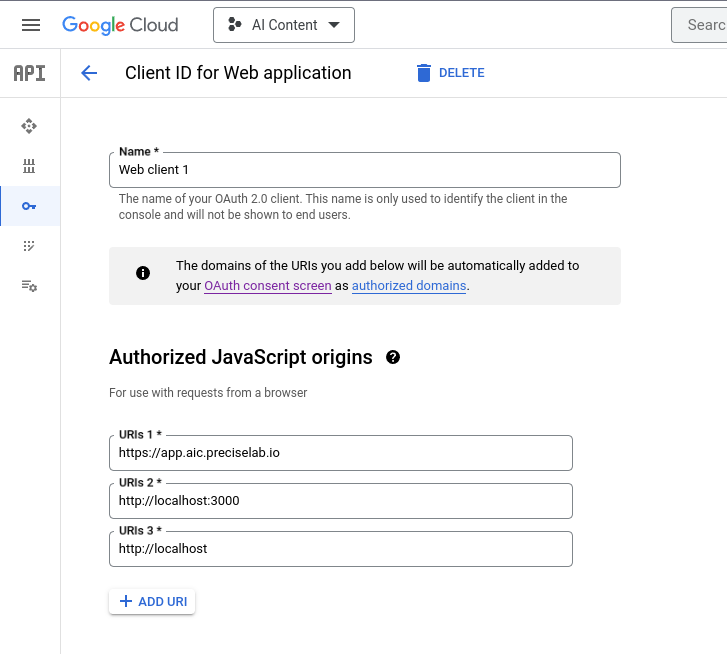 Google Cloud
AI Content
Searc
API
Client ID for Web application
DELETE
Name *
Web client 1
The name of your OAuth 2.0 client. This name is only used to identify the client in the
console and will not be shown to end users.
The domains of the URIs you add below will be automatically added to
your OAuth consent screen as authorized domains.
Authorized JavaScript origins
For use with requests from a browser
URIs 1 *
https://app.aic.preciselab.io
URIs 2 *
http://localhost:3000
URIs 3 *
http://localhost
ADD URI